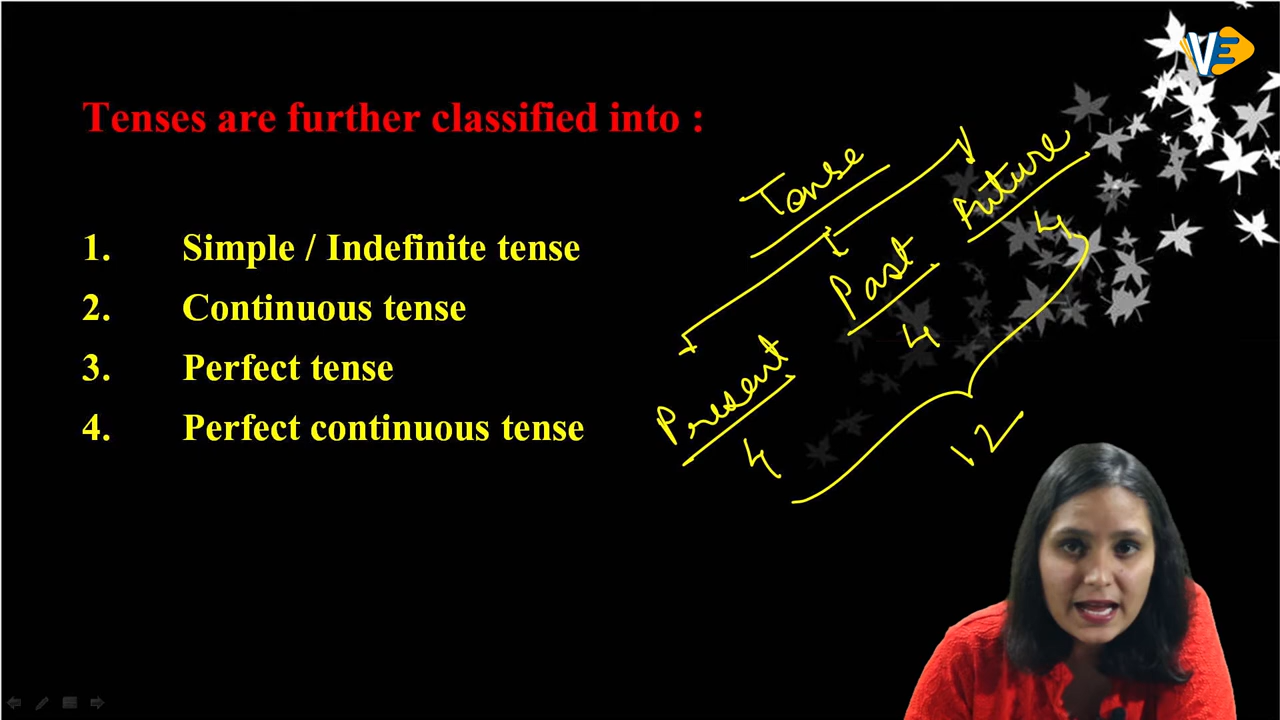 VE
Tenses are further classified into :
1. Simple / Indefinite tense
2. Continuous tense
3. Perfect tense
4. Perfect continuous tense
Tense
Present
4
Past
4
Future
4
12